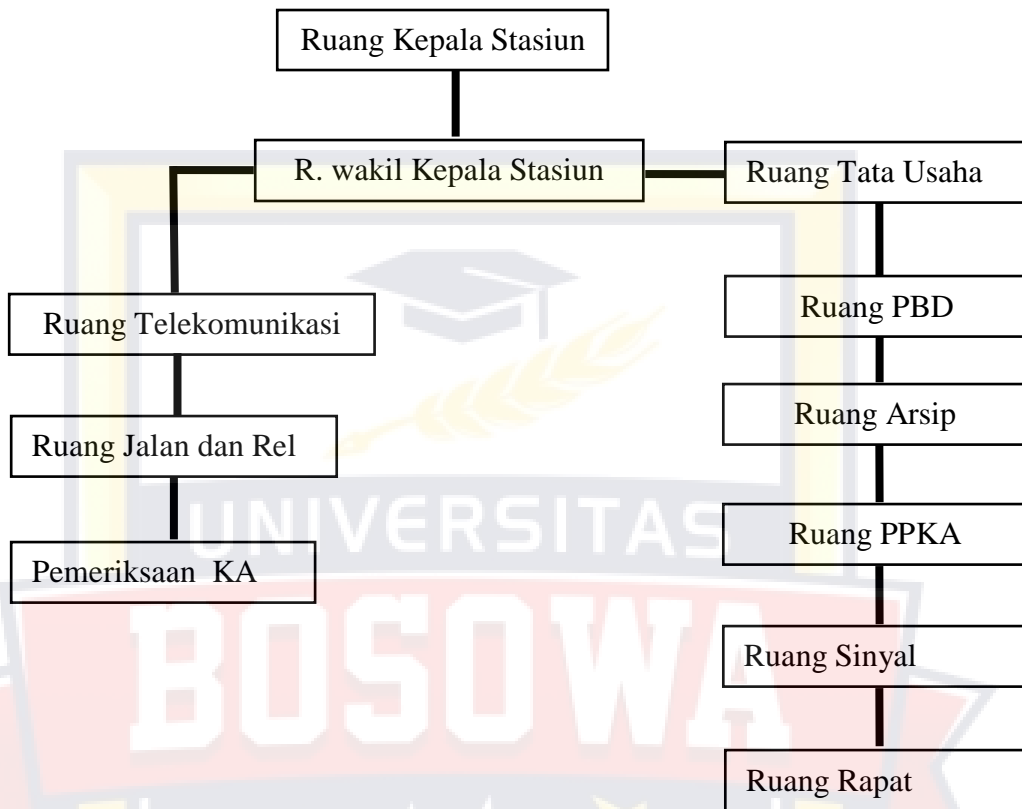 Ruang Kepala Stasiun
R. wakil Kepala Stasiun
Ruang Tata Usaha
Ruang Telekomunikasi
Ruang PBD
Ruang Jalan dan Rel
Ruang Arsip
Pemeriksaan KA
Ruang PPKA
Ruang Sinyal
Ruang Rapat
UNIVERSITAS
BOSOWA